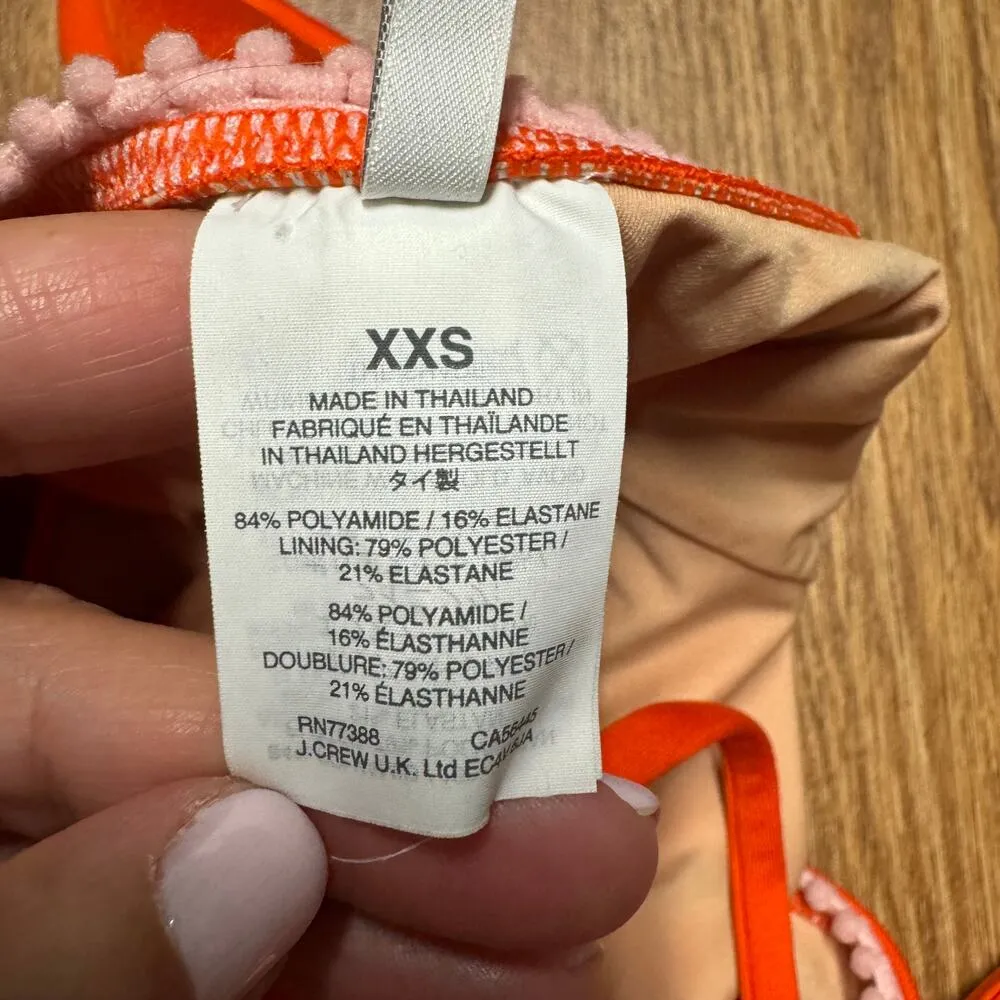 XXS
MADE IN THAILAND
FABRIQUÉ EN THAÏLANDE
IN THAILAND HERGESTELLT
タイ製
84% POLYAMIDE / 16% ELASTANE
LINING: 79% POLYESTER /
21% ELASTANE
84% POLYAMIDE /
16% ÉLASTHANNE
DOUBLURE: 79% POLYESTER /
21% ÉLASTHANNE
RN77388 CA56445
J.CREW U.K. Ltd